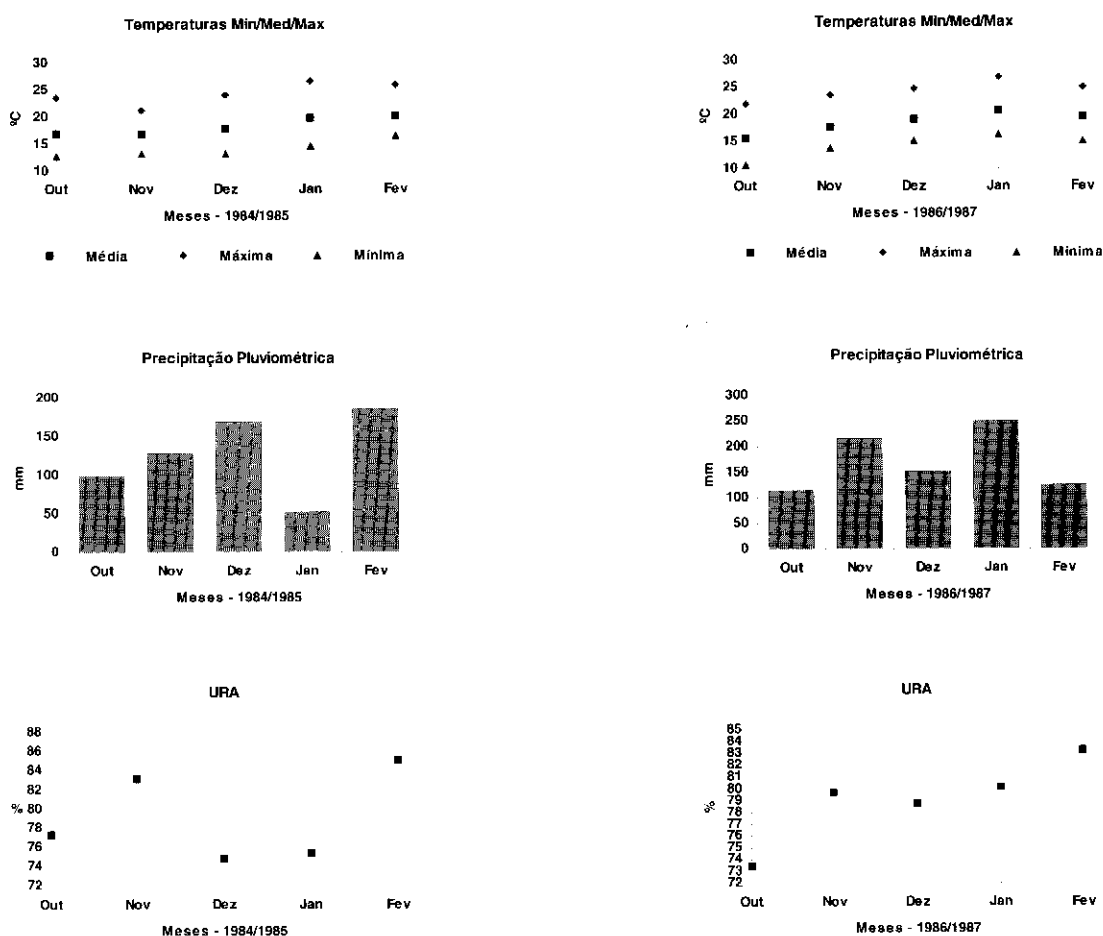 Temperaturas Min/Med/Max
30
25
20
15
10
ºC
Out Nov Dez Jan Fev
Meses - 1984/1985
Média Máxima Mínima
Temperaturas Min/Med/Max
30
25
20
15
10
ºC
Out Nov Dez Jan Fev
Meses - 1986/1987
Média Máxima Mínima
Precipitação Pluviométrica
200
150
100
50
0
mm
Out Nov Dez Jan Fev
Meses - 1984/1985
Precipitação Pluviométrica
300
250
200
150
100
50
0
mm
Out Nov Dez Jan Fev
Meses - 1986/1987
URA
88
86
84
82
80
78
76
74
72
%
Out Nov Dez Jan Fev
Meses - 1984/1985
URA
85
84
83
82
81
80
79
78
77
76
75
74
73
72
%
Out Nov Dez Jan Fev
Meses - 1986/1987